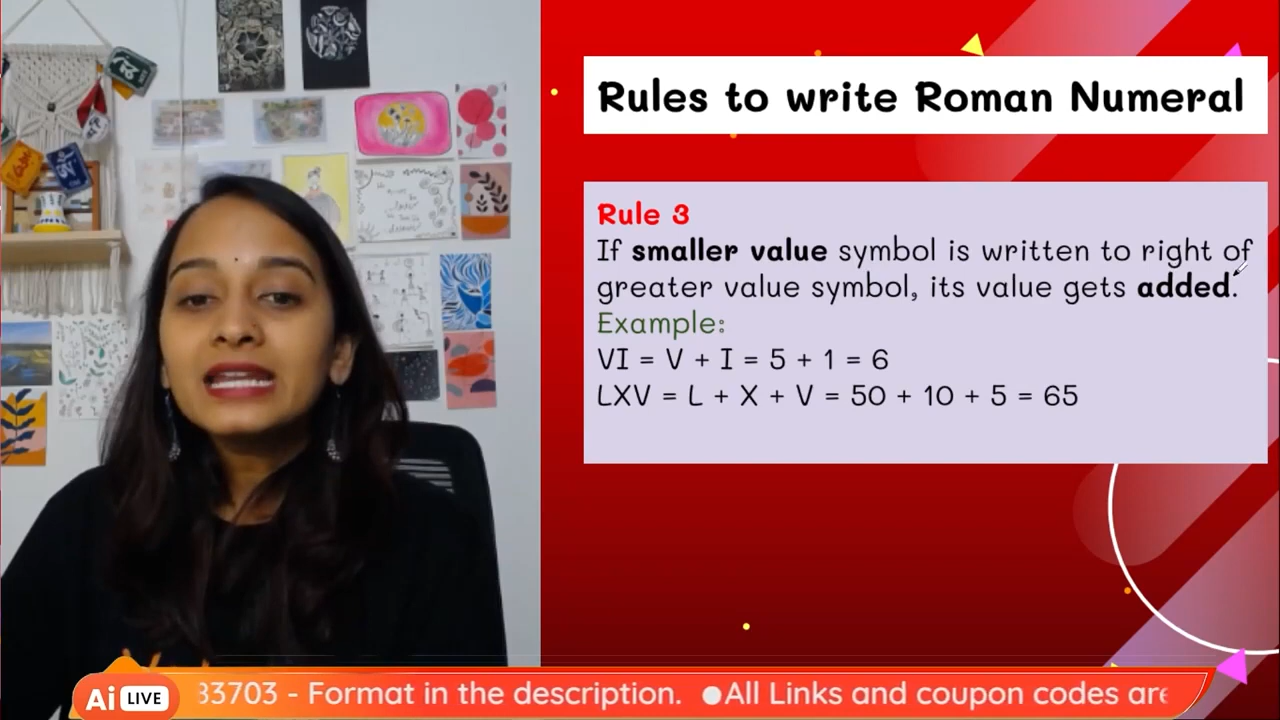 Rules to write Roman Numeral
Rule 3
If smaller value symbol is written to right of
greater value symbol, its value gets added.
Example:
VI = V + I = 5 + 1 = 6
LXV = L + X + V = 50 + 10 + 5 = 65
Ai LIVE
33703 - Format in the description. ●All Links and coupon codes are